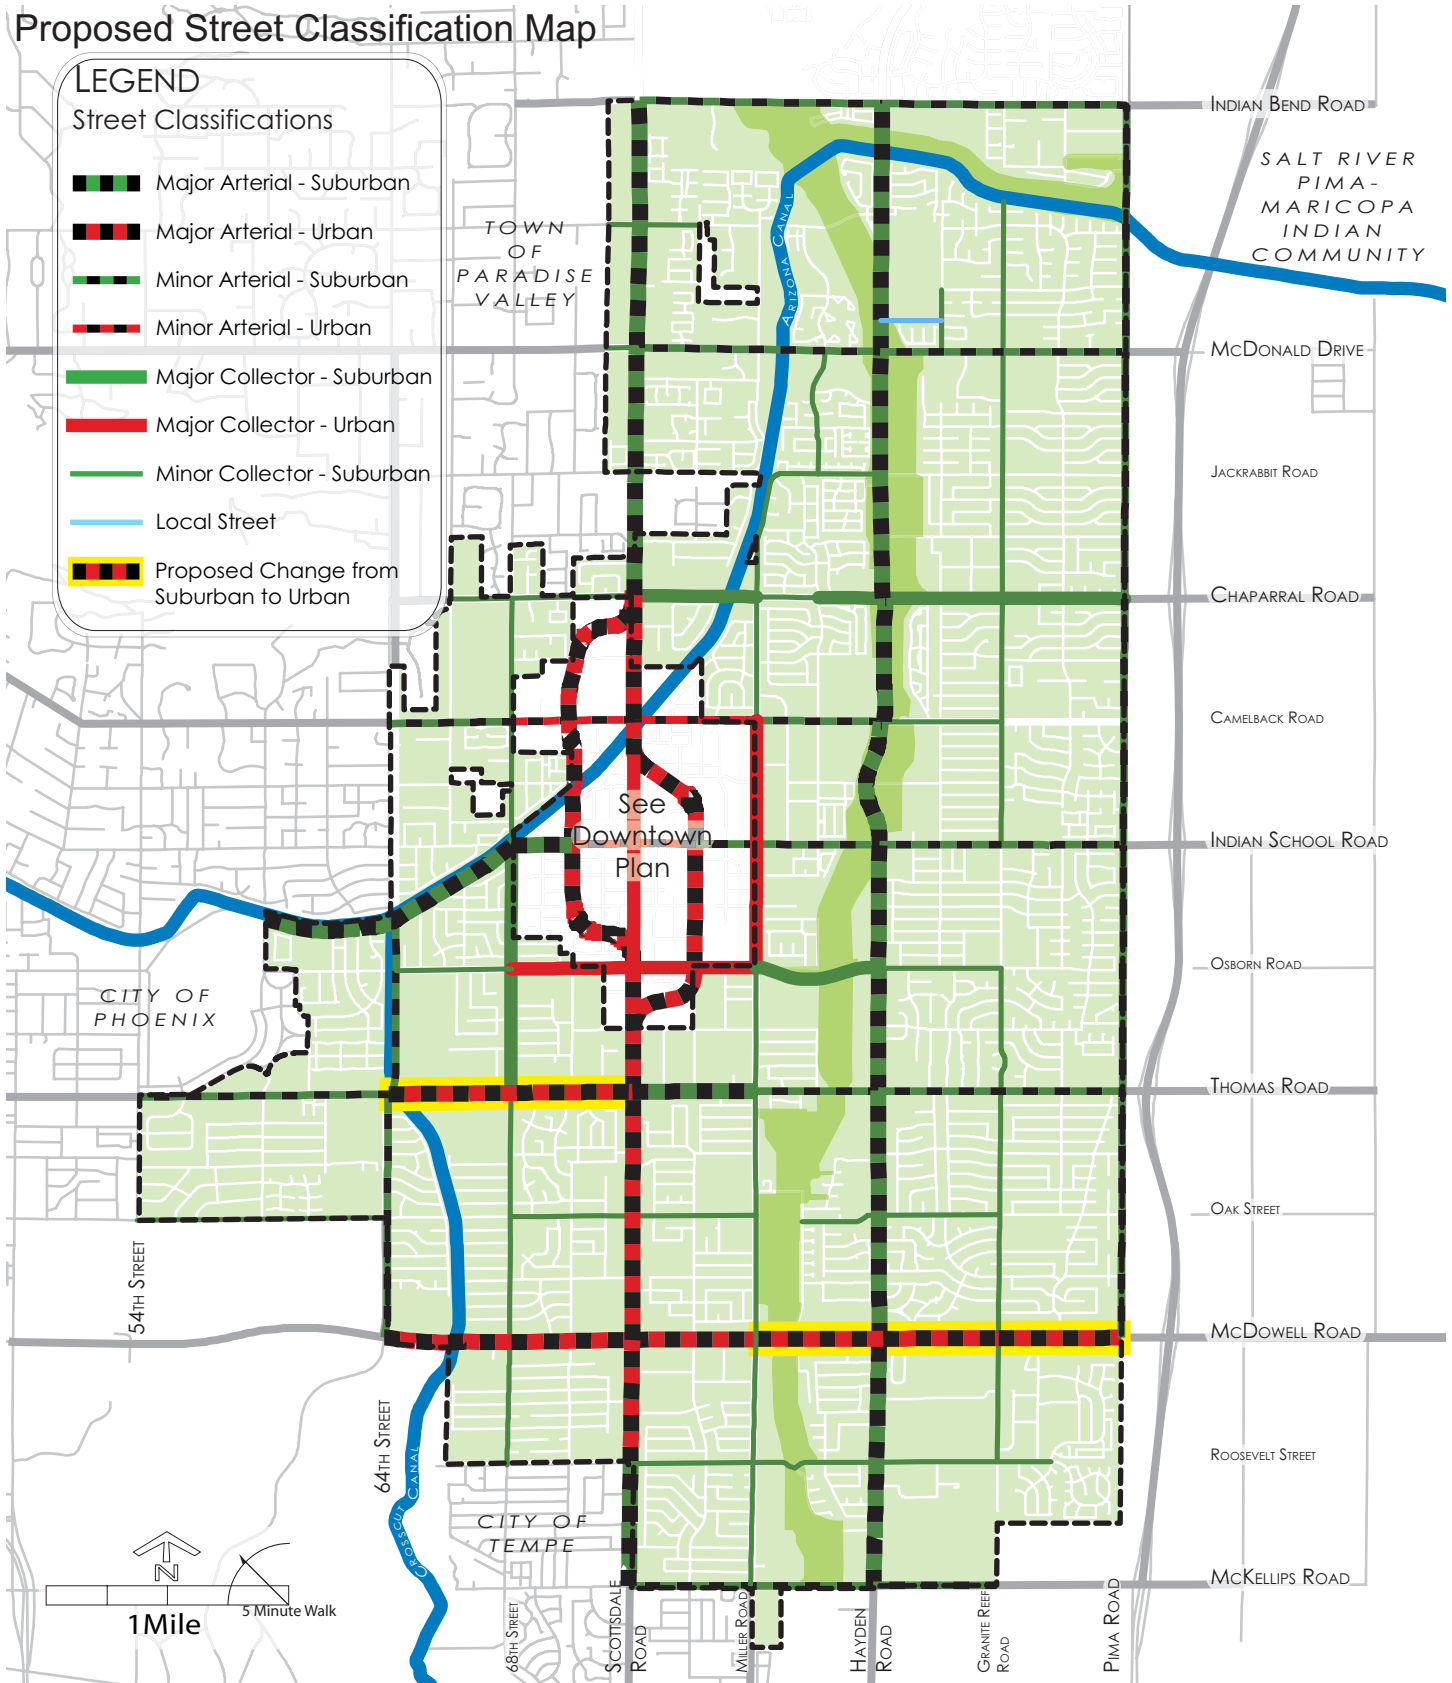 Proposed Street Classification Map
LEGEND
Street Classifications
Major Arterial - Suburban
Major Arterial - Urban
Minor Arterial - Suburban
Minor Arterial - Urban
Major Collector - Suburban
Major Collector - Urban
Minor Collector - Suburban
Local Street
Proposed Change from
Suburban to Urban
TOWN
OF
PARADISE
VALLEY
ARIZONA CANAL
INDIAN BEND ROAD
SALT RIVER
PIMA-
MARICOPA
INDIAN
COMMUNITY
MCDONALD DRIVE
JACKRABBIT ROAD
CHAPARRAL ROAD
CAMELBACK ROAD
See
Downtown
Plan
INDIAN SCHOOL ROAD
OSBORN ROAD
CITY OF
PHOENIX
THOMAS ROAD
OAK STREET
54TH STREET
MCDOWELL ROAD
64TH STREET
CROSSCUT CANAL
ROOSEVELT STREET
CITY OF
TEMPE
MCKELLIPS ROAD
N
1Mile
5 Minute Walk
68TH STREET
SCOTTSDALE
ROAD
MILLER ROAD
HAYDEN
ROAD
GRANITE REEF
ROAD
PIMA ROAD